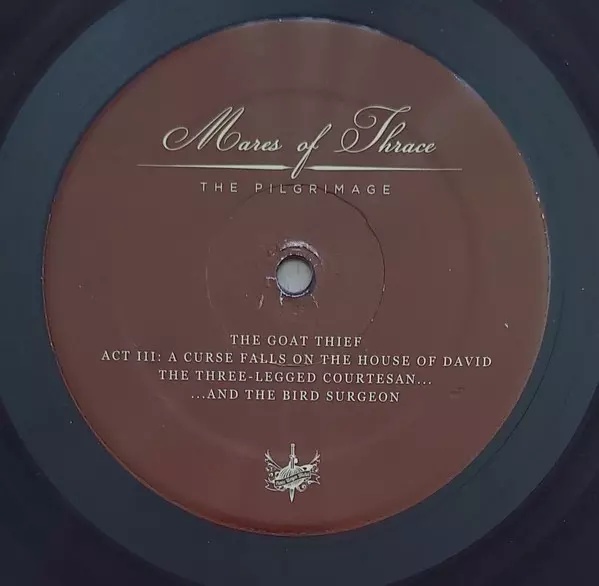 Mares of Thrace
THE PILGRIMAGE
THE GOAT THIEF
ACT III: A CURSE FALLS ON THE HOUSE OF DAVID
THE THREE-LEGGED COURTESAN...
...AND THE BIRD SURGEON